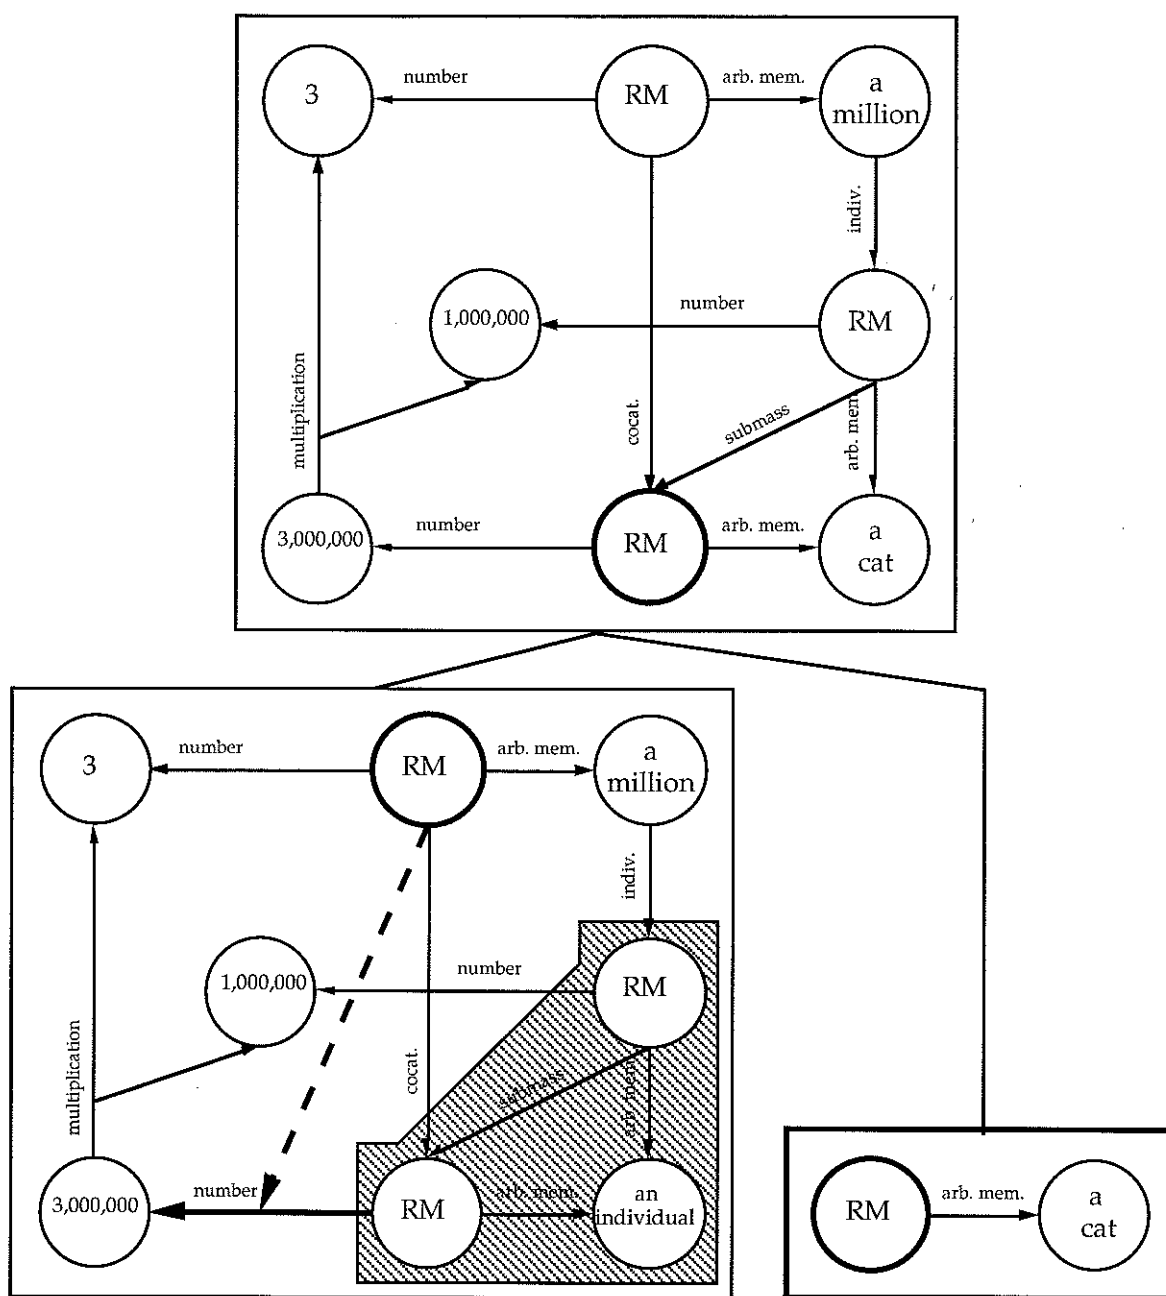 3
number
RM
arb. mem.
a
million
indiv.
1,000,000
number
RM
multiplication
cocat.
submass
arb. mem.
3,000,000
number
RM
arb. mem.
a
cat
3
number
RM
arb. mem.
a
million
indiv.
1,000,000
number
RM
multiplication
cocat.
submass
arb. mem.
3,000,000
number
RM
arb. mem.
an
individual
RM
arb. mem.
a
cat